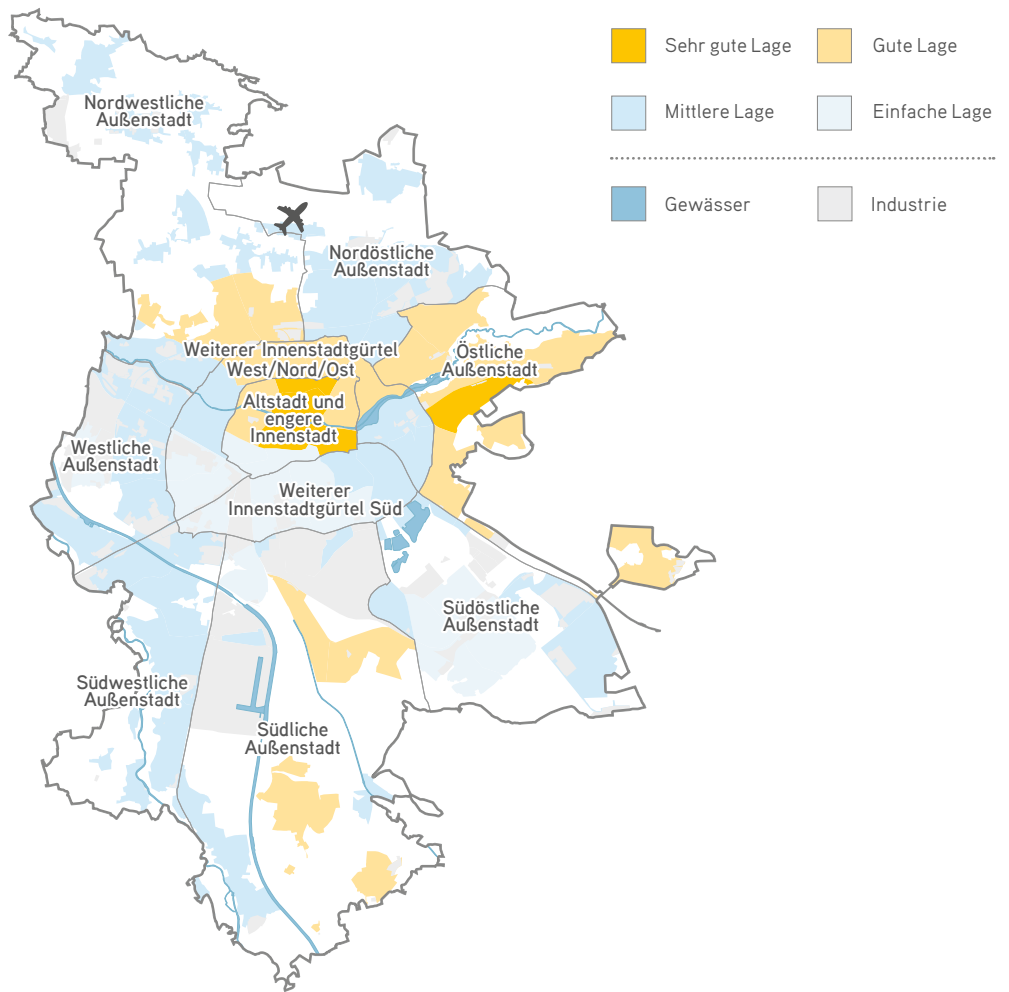 Sehr gute Lage
Gute Lage
Mittlere Lage
Einfache Lage
Gewässer
Industrie
Nordwestliche
Außenstadt
Nordöstliche
Außenstadt
Weiterer Innenstadtgürtel
West/Nord/Ost
Östliche
Außenstadt
Altstadt und
engere
Innenstadt
Westliche
Außenstadt
Weiterer
Innenstadtgürtel Süd
Südöstliche
Außenstadt
Südwestliche
Außenstadt
Südliche
Außenstadt